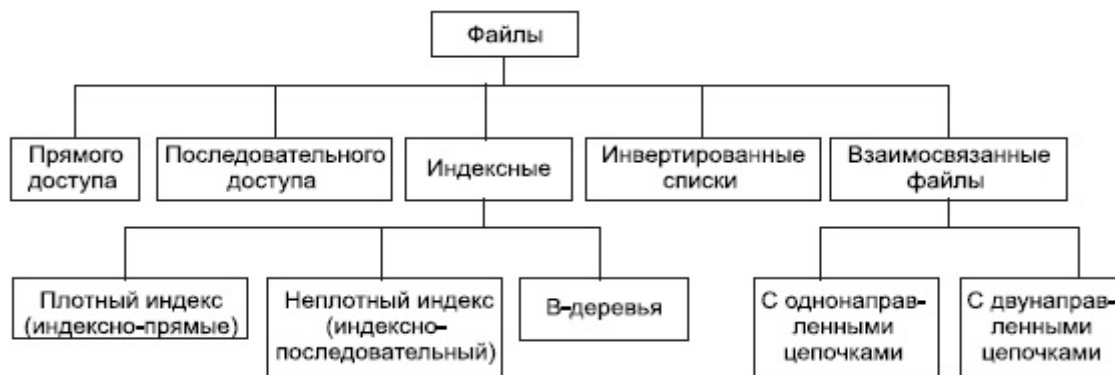 Файлы
Прямого
доступа
Последовательного
доступа
Индексные
Инвертированные
списки
Взаимосвязанные
файлы
Плотный индекс
(индексно-прямые)
Неплотный индекс
(индексно-
последовательный)
В-деревья
С однонаправ-
ленными
цепочками
С двунаправ-
ленными
цепочками